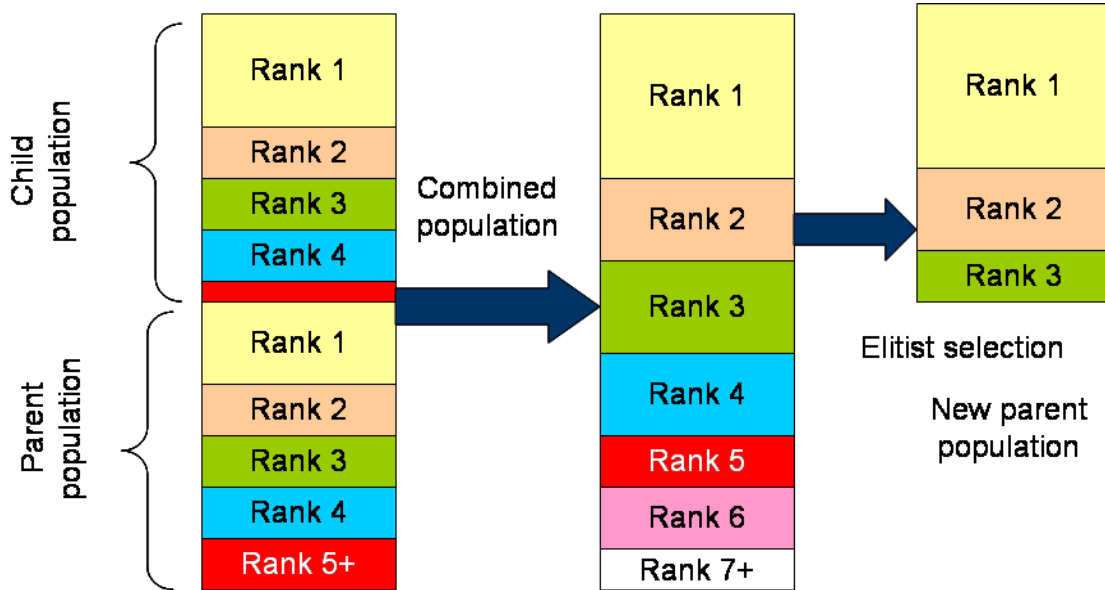 Child
population
Rank 1
Rank 2
Rank 3
Rank 4
Parent
population
Rank 1
Rank 2
Rank 3
Rank 4
Rank 5+
Combined
population
Rank 1
Rank 2
Rank 3
Rank 4
Rank 5
Rank 6
Rank 7+
Rank 1
Rank 2
Rank 3
Elitist selection
New parent
population